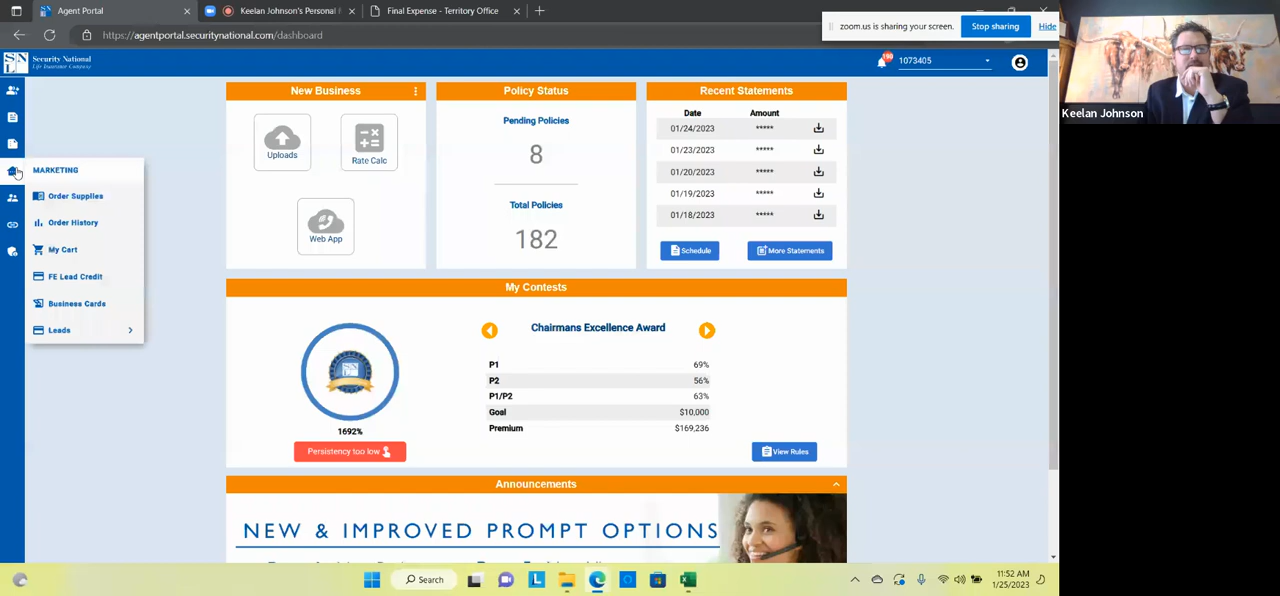 Agent Portal
Keelan Johnson's Personal
Final Expense - Territory Office
https://agentportal.securitynational.com/dashboard
zoom.us is sharing your screen.
Stop sharing
Hide
Keelan Johnson
SNL
Security National
Life Insurance Company
190
1073405
MARKETING
Order Supplies
Order History
My Cart
FE Lead Credit
Business Cards
Leads
New Business
Uploads
Rate Calc
Web App
Policy Status
Pending Policies
8
Total Policies
182
Recent Statements
Date Amount
01/24/2023 *****
01/23/2023 *****
01/20/2023 *****
01/19/2023 *****
01/18/2023 *****
Schedule
More Statements
My Contests
1692%
Persistency too low
Chairmans Excellence Award
P1 69%
P2 56%
P1/P2 63%
Goal $10,000
Premium $169,236
View Rules
Announcements
NEW & IMPROVED PROMPT OPTIONS
Search
11:52 AM
1/25/2023